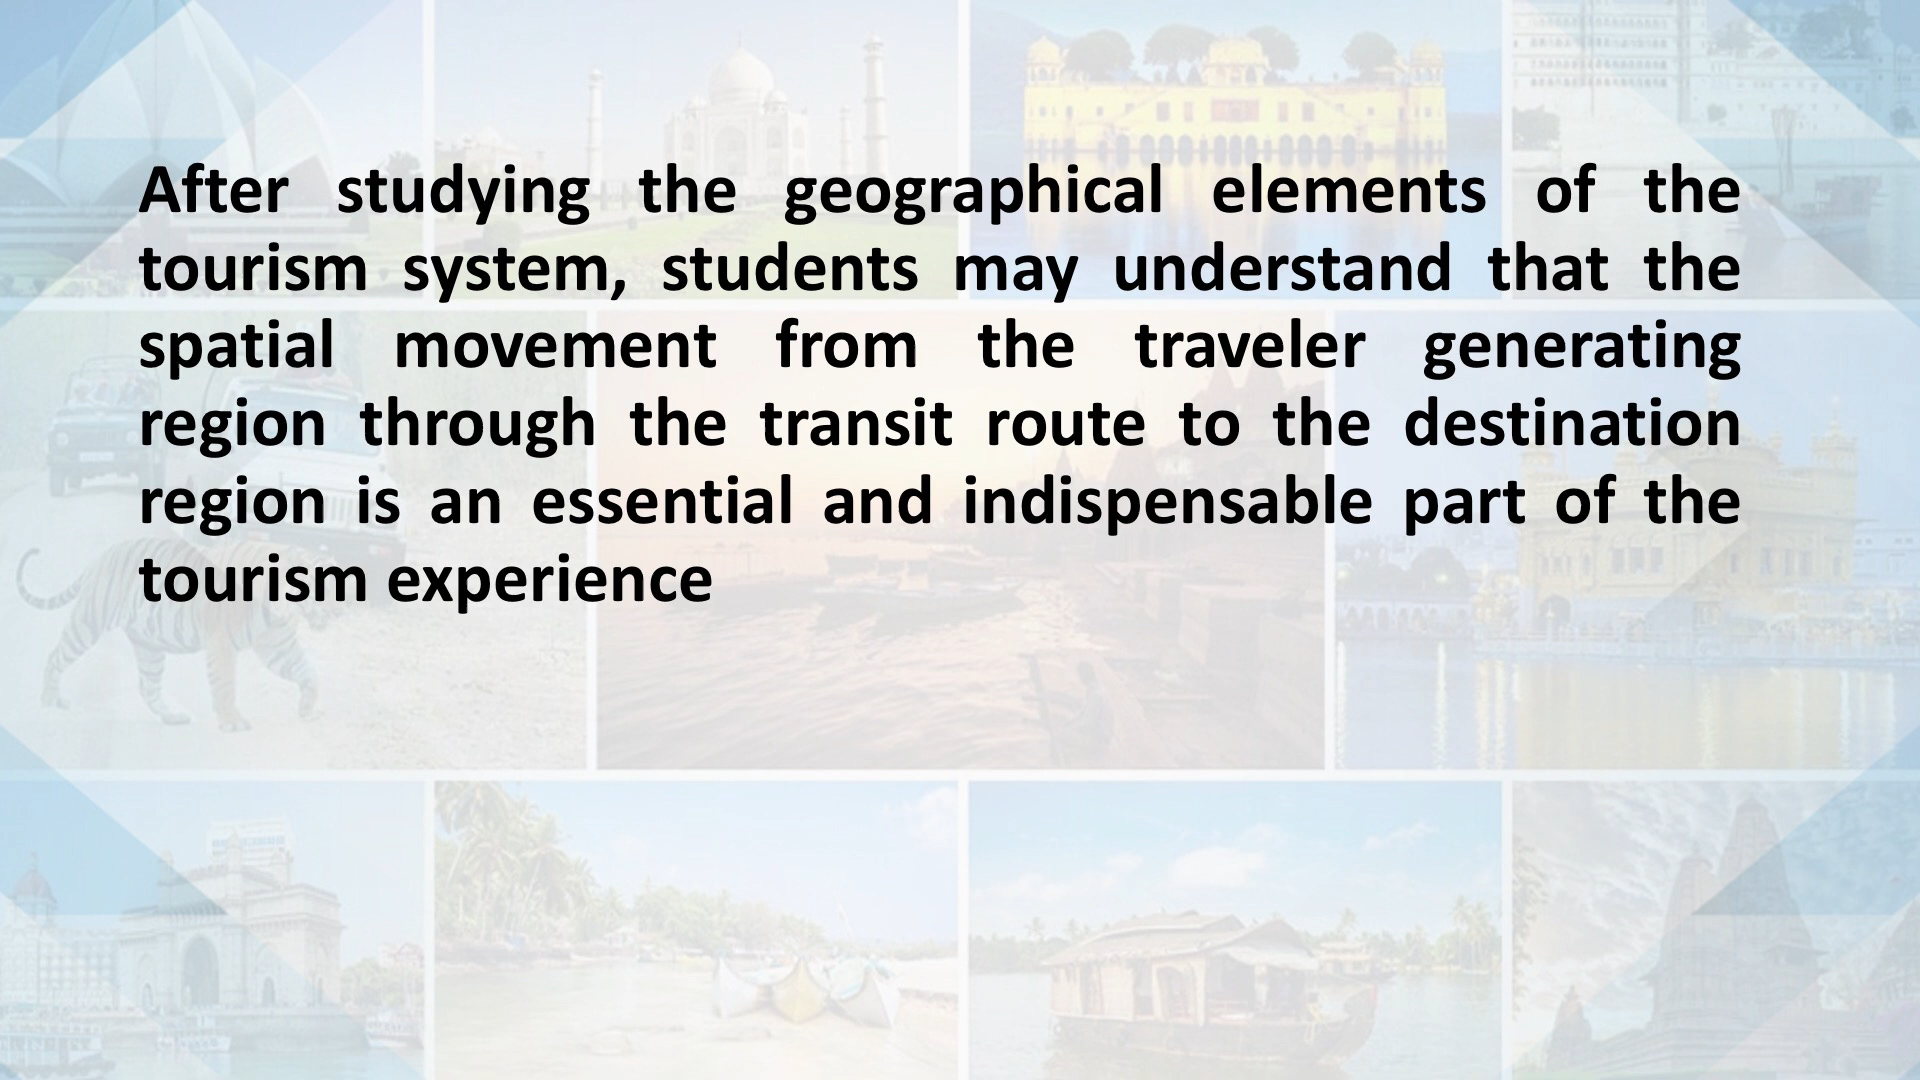 After studying the geographical elements of the
tourism system, students may understand that the
spatial movement from the traveler generating
region through the transit route to the destination
region is an essential and indispensable part of the
tourism experience